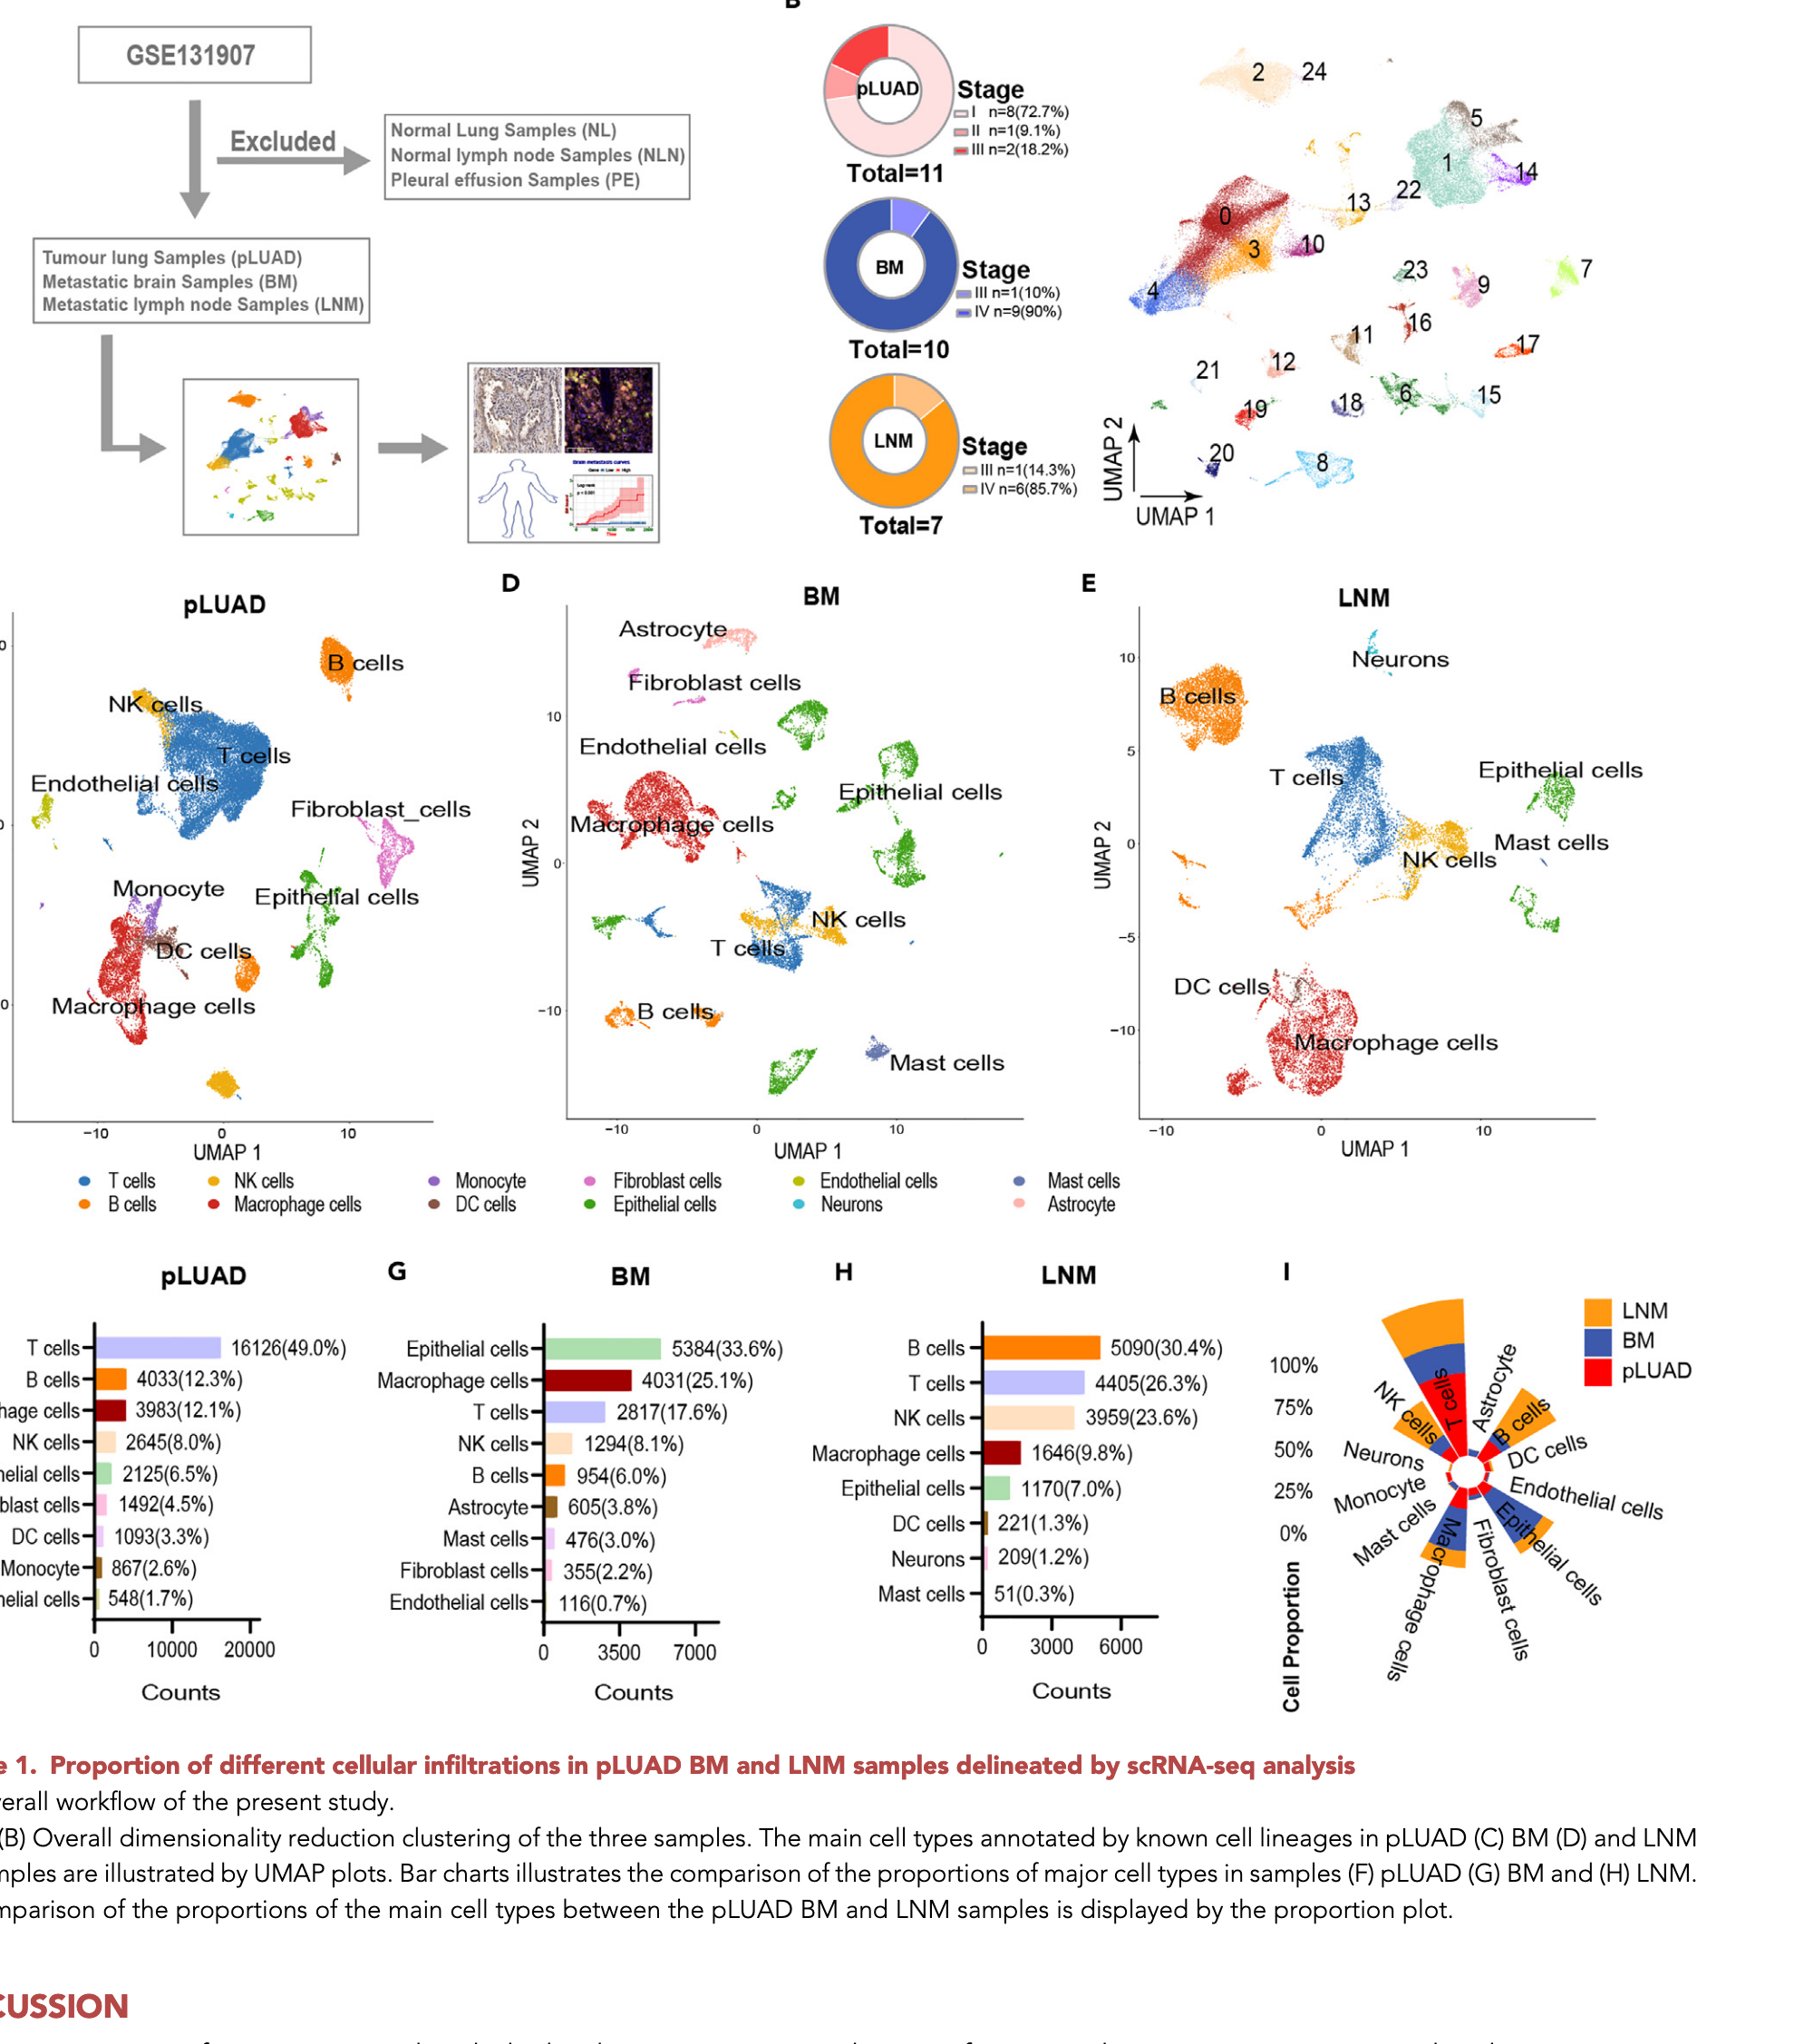 B
GSE131907
Excluded
Normal Lung Samples (NL)
Normal lymph node Samples (NLN)
Pleural effusion Samples (PE)
Tumour lung Samples (pLUAD)
Metastatic brain Samples (BM)
Metastatic lymph node Samples (LNM)
Brain metastasis curves
pLUAD
Stage
I n=8(72.7%)
II n=1(9.1%)
III n=2(18.2%)
Total=11
BM
Stage
III n=1(10%)
IV n=9(90%)
Total=10
LNM
Stage
III n=1(14.3%)
IV n=6(85.7%)
Total=7
2 24
5
1
14
22
13
0
3
10
4
23
9
7
16
11
17
12
21
6
15
18
19
20
8
UMAP 2
UMAP 1
pLUAD
B cells
NK cells
T cells
Endothelial cells
Fibroblast_cells
Monocyte
Epithelial cells
DC cells
Macrophage cells
0
0
0
−10 0 10
UMAP 1
D
BM
Astrocyte
Fibroblast cells
Endothelial cells
Epithelial cells
Macrophage cells
NK cells
T cells
B cells
Mast cells
10
0
−10
UMAP 2
−10 0 10
UMAP 1
E
LNM
Neurons
B cells
T cells
Epithelial cells
Mast cells
NK cells
DC cells
Macrophage cells
10
5
0
−5
−10
UMAP 2
−10 0 10
UMAP 1
T cells NK cells Monocyte Fibroblast cells Endothelial cells Mast cells
B cells Macrophage cells DC cells Epithelial cells Neurons Astrocyte
pLUAD
T cells 16126(49.0%)
B cells 4033(12.3%)
hage cells 3983(12.1%)
NK cells 2645(8.0%)
helial cells 2125(6.5%)
blast cells 1492(4.5%)
DC cells 1093(3.3%)
Monocyte 867(2.6%)
helial cells 548(1.7%)
0 10000 20000
Counts
G
BM
Epithelial cells 5384(33.6%)
Macrophage cells 4031(25.1%)
T cells 2817(17.6%)
NK cells 1294(8.1%)
B cells 954(6.0%)
Astrocyte 605(3.8%)
Mast cells 476(3.0%)
Fibroblast cells 355(2.2%)
Endothelial cells 116(0.7%)
0 3500 7000
Counts
H
LNM
B cells 5090(30.4%)
T cells 4405(26.3%)
NK cells 3959(23.6%)
Macrophage cells 1646(9.8%)
Epithelial cells 1170(7.0%)
DC cells 221(1.3%)
Neurons 209(1.2%)
Mast cells 51(0.3%)
0 3000 6000
Counts
I
LNM
BM
pLUAD
100%
75%
50%
25%
0%
Cell Proportion
T cells
Astrocyte
B cells
DC cells
Endothelial cells
Epithelial cells
Fibroblast cells
Macrophage cells
Mast cells
Monocyte
Neurons
NK cells
e 1. Proportion of different cellular infiltrations in pLUAD BM and LNM samples delineated by scRNA-seq analysis
verall workflow of the present study.
(B) Overall dimensionality reduction clustering of the three samples. The main cell types annotated by known cell lineages in pLUAD (C) BM (D) and LNM
mples are illustrated by UMAP plots. Bar charts illustrates the comparison of the proportions of major cell types in samples (F) pLUAD (G) BM and (H) LNM.
mparison of the proportions of the main cell types between the pLUAD BM and LNM samples is displayed by the proportion plot.
CUSSION